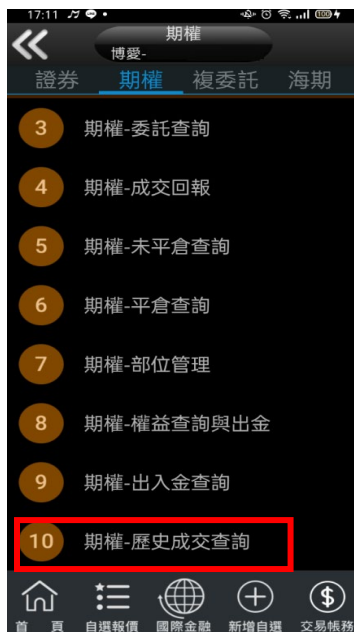 17:11
期權
博愛-
證券 期權 複委託 海期
3 期權-委託查詢
4 期權-成交回報
5 期權-未平倉查詢
6 期權-平倉查詢
7 期權-部位管理
8 期權-權益查詢與出金
9 期權-出入金查詢
10 期權-歷史成交查詢
首 頁 自選報價 國際金融 新增自選 交易帳務